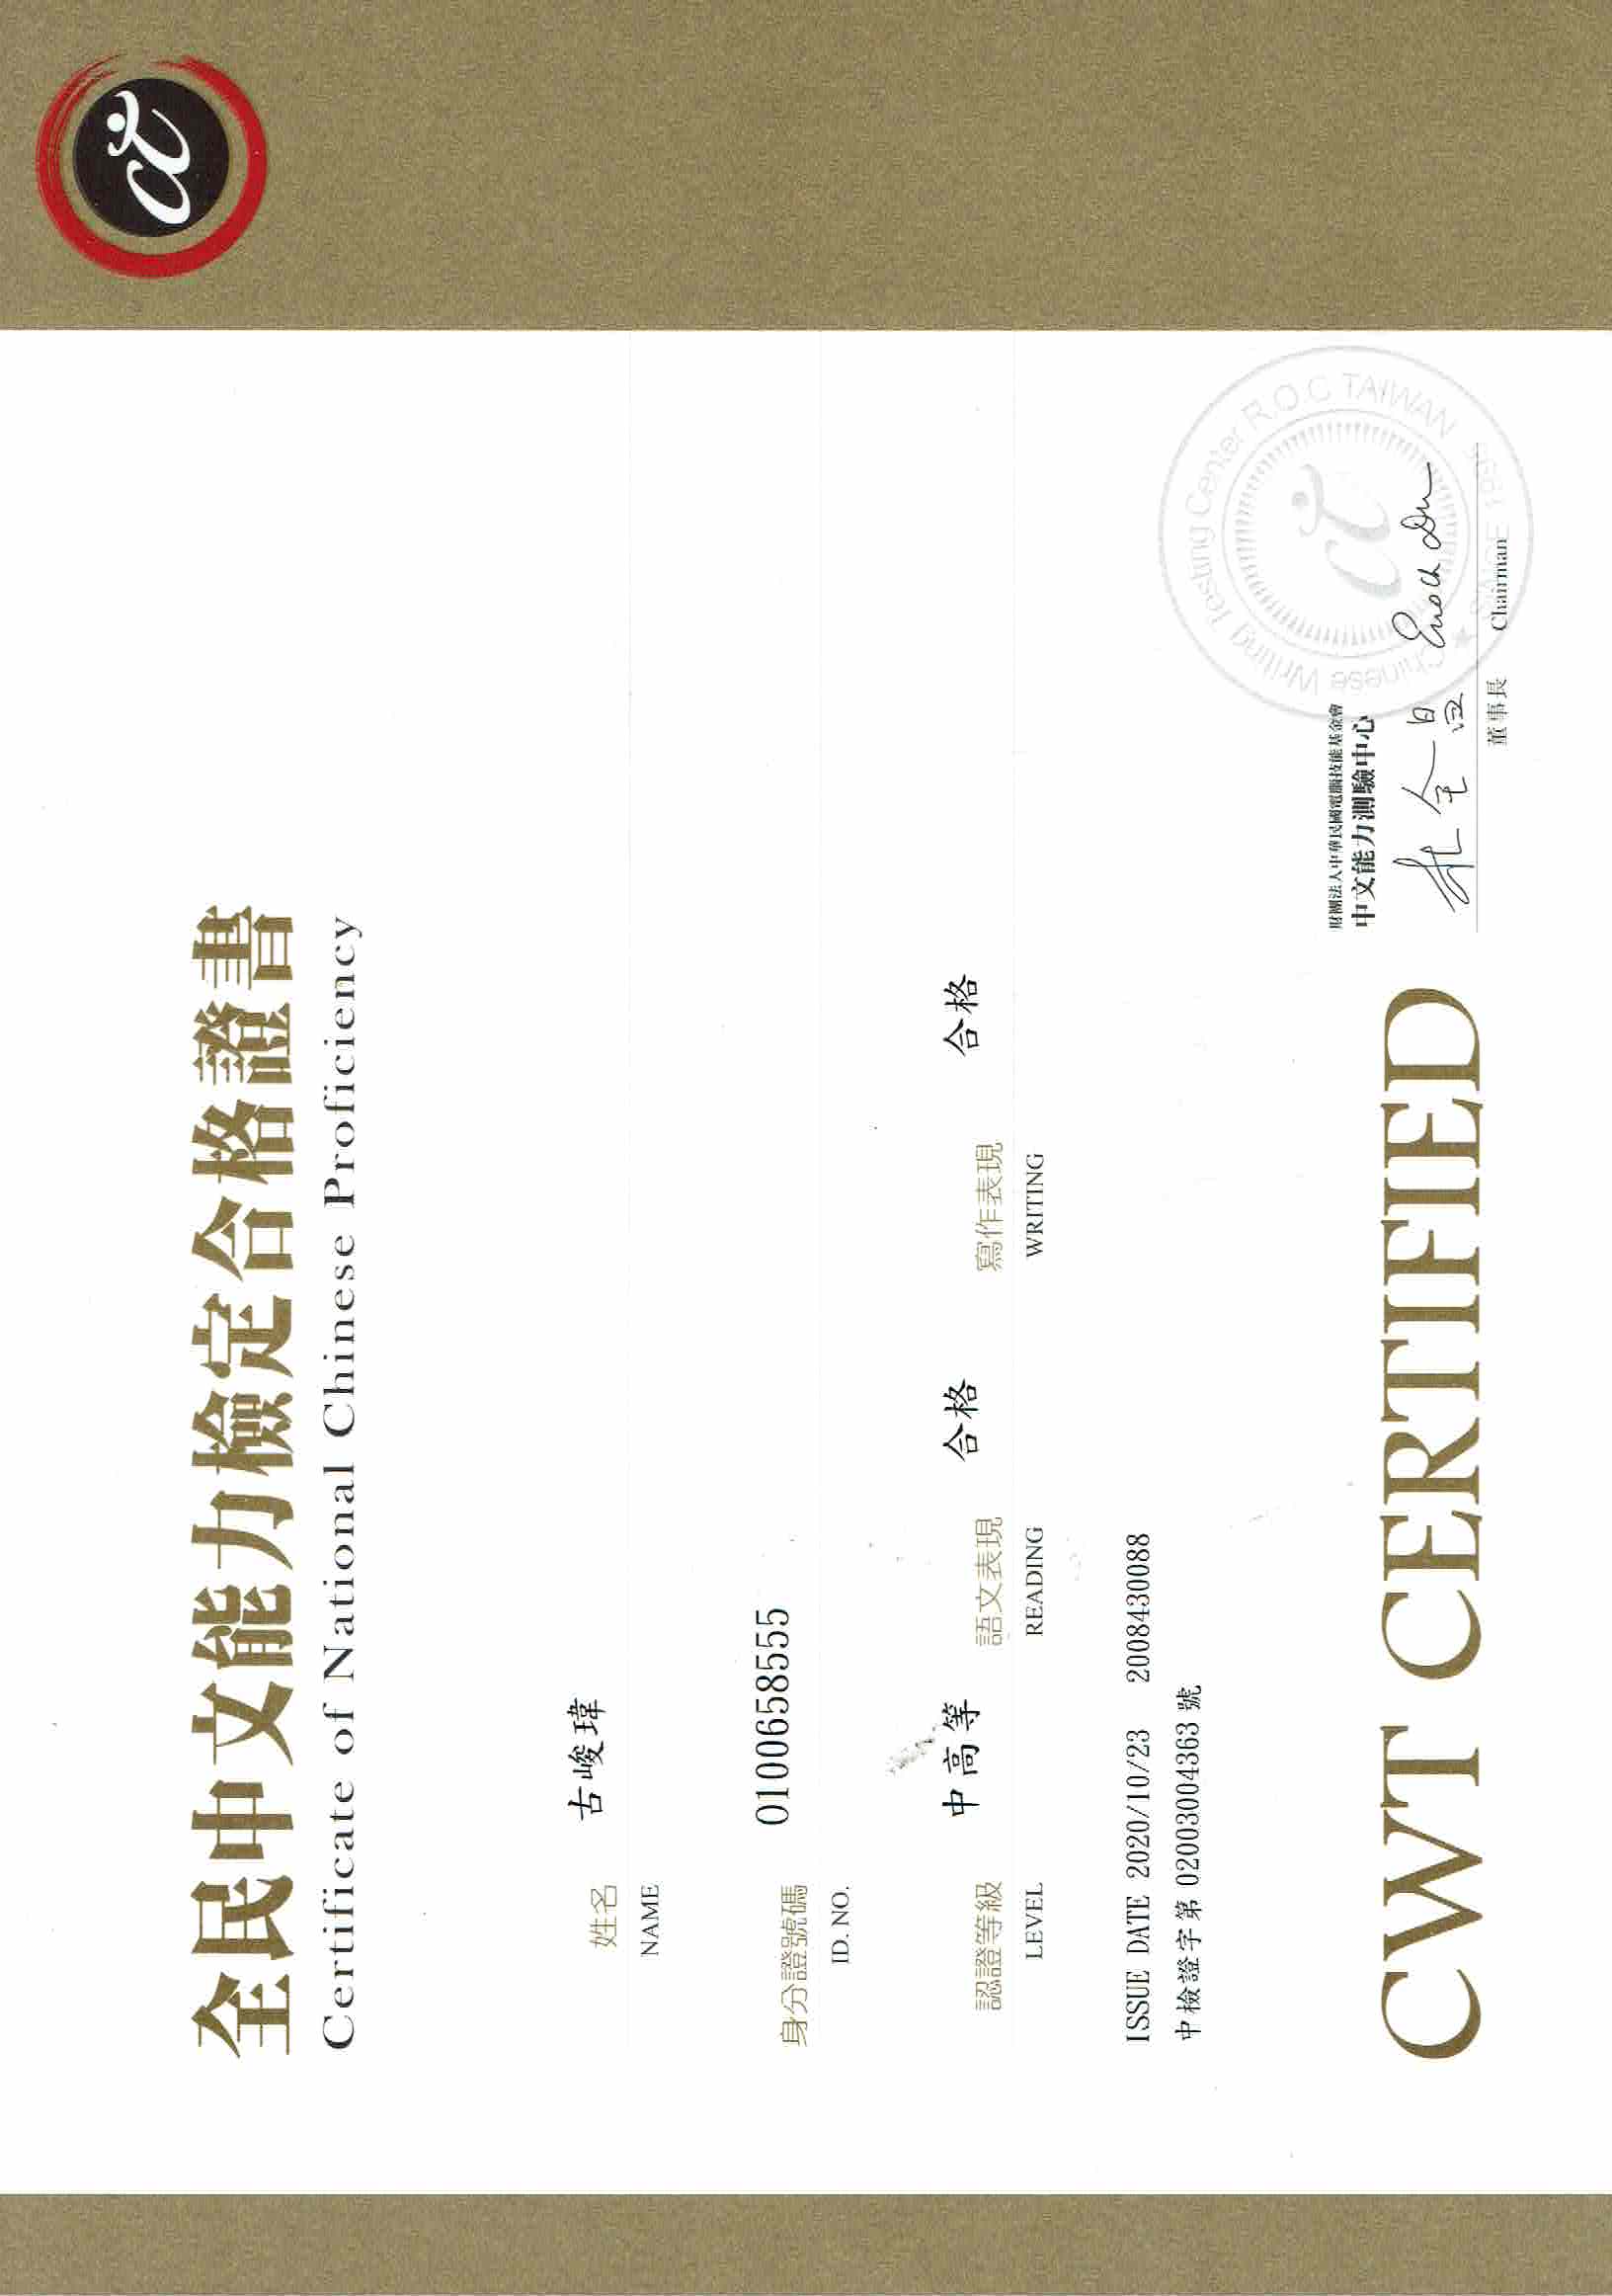 全民中文能力檢定合格證書
Certificate of National Chinese Proficiency
姓名 古峻瑋
NAME
身分證號碼 O100658555
ID. NO.
認證等級 中高等 語文表現 合格 寫作表現 合格
LEVEL READING WRITING
ISSUE DATE 2020/10/23 2008430088
中檢證字第 02003004363 號
財團法人中華民國電腦技能基金會
中文能力測驗中心
杜全昌 Enoch Du
董事長 Chairman
CWT CERTIFIED
Chinese Writing Testing Center R.O.C TAIWAN
★ SINCE 1995
ct